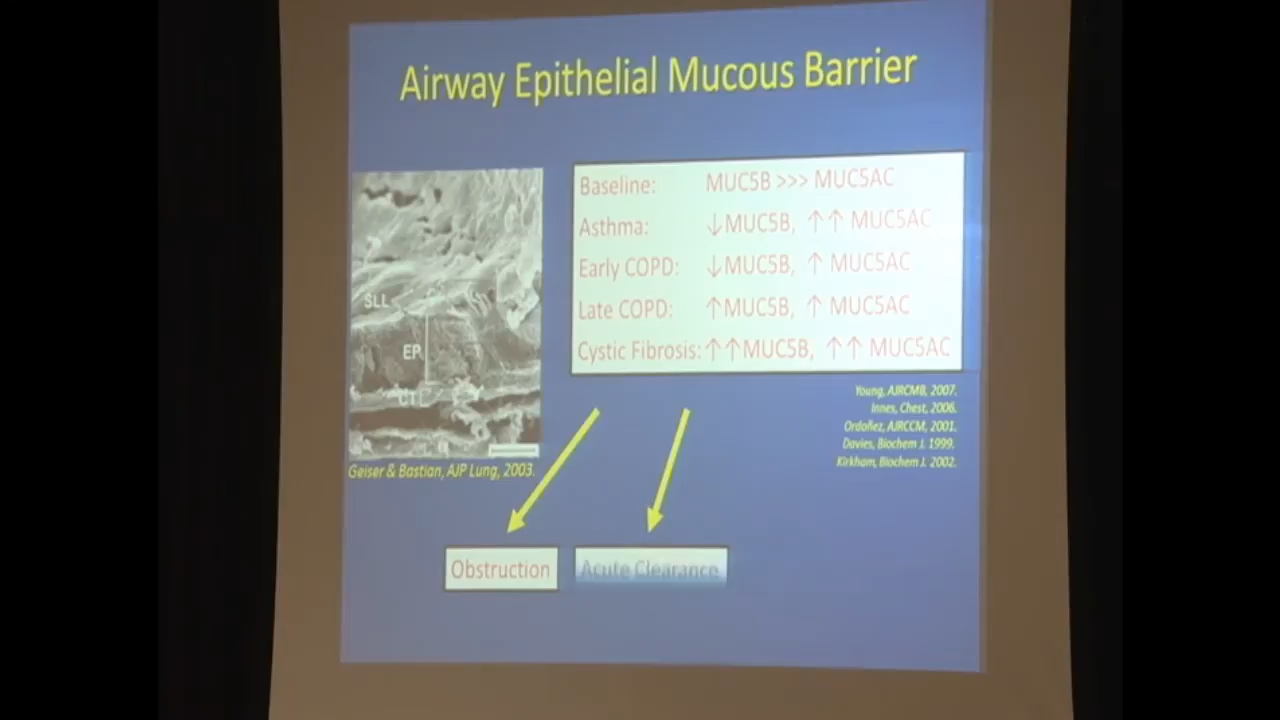 Airway Epithelial Mucous Barrier
Baseline: MUC5B >>> MUC5AC
Asthma: ↓MUC5B, ↑↑ MUC5AC
Early COPD: ↓MUC5B, ↑ MUC5AC
Late COPD: ↑MUC5B, ↑ MUC5AC
Cystic Fibrosis: ↑↑MUC5B, ↑↑ MUC5AC
SLL
EP
CTL
Geiser & Bastian, AJP Lung, 2003.
Young, AJRCMB, 2007.
Innes, Chest, 2006.
Ordoñez, AJRCCM, 2001.
Davies, Biochem J. 1999.
Kirkham, Biochem J. 2002.
Obstruction
Acute Clearance